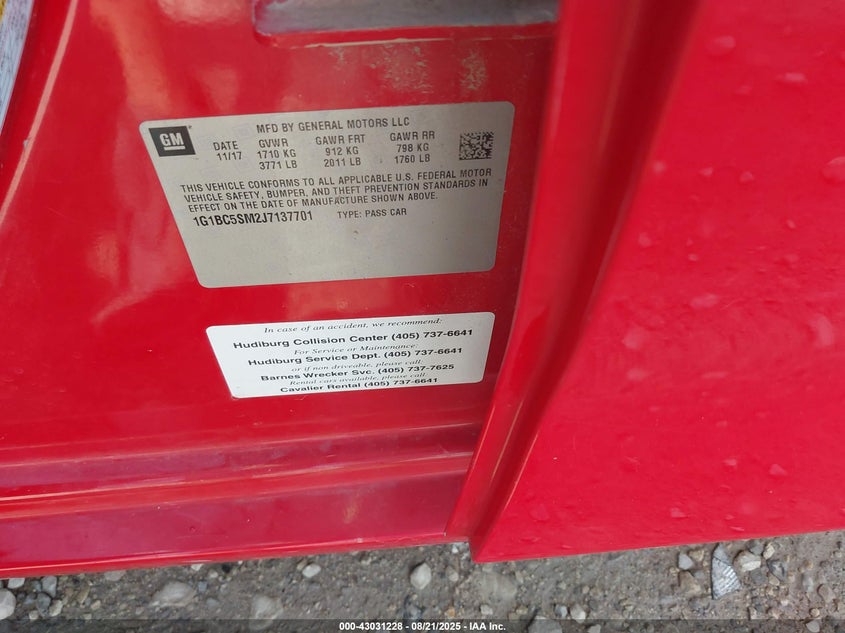 GM
MFD BY GENERAL MOTORS LLC
DATE GVWR GAWR FRT GAWR RR
11/17 1710 KG 912 KG 798 KG
3771 LB 2011 LB 1760 LB
THIS VEHICLE CONFORMS TO ALL APPLICABLE U.S. FEDERAL MOTOR
VEHICLE SAFETY, BUMPER, AND THEFT PREVENTION STANDARDS IN
EFFECT ON THE DATE OF MANUFACTURE SHOWN ABOVE.
1G1BC5SM2J7137701 TYPE: PASS CAR
In case of an accident, we recommend:
Hudiburg Collision Center (405) 737-6641
For Service or Maintenance:
Hudiburg Service Dept. (405) 737-6641
or if non driveable, please call:
Barnes Wrecker Svc. (405) 737-7625
Rental cars available, please call:
Cavalier Rental (405) 737-6641
000-43031228 - 08/21/2025 - IAA Inc.